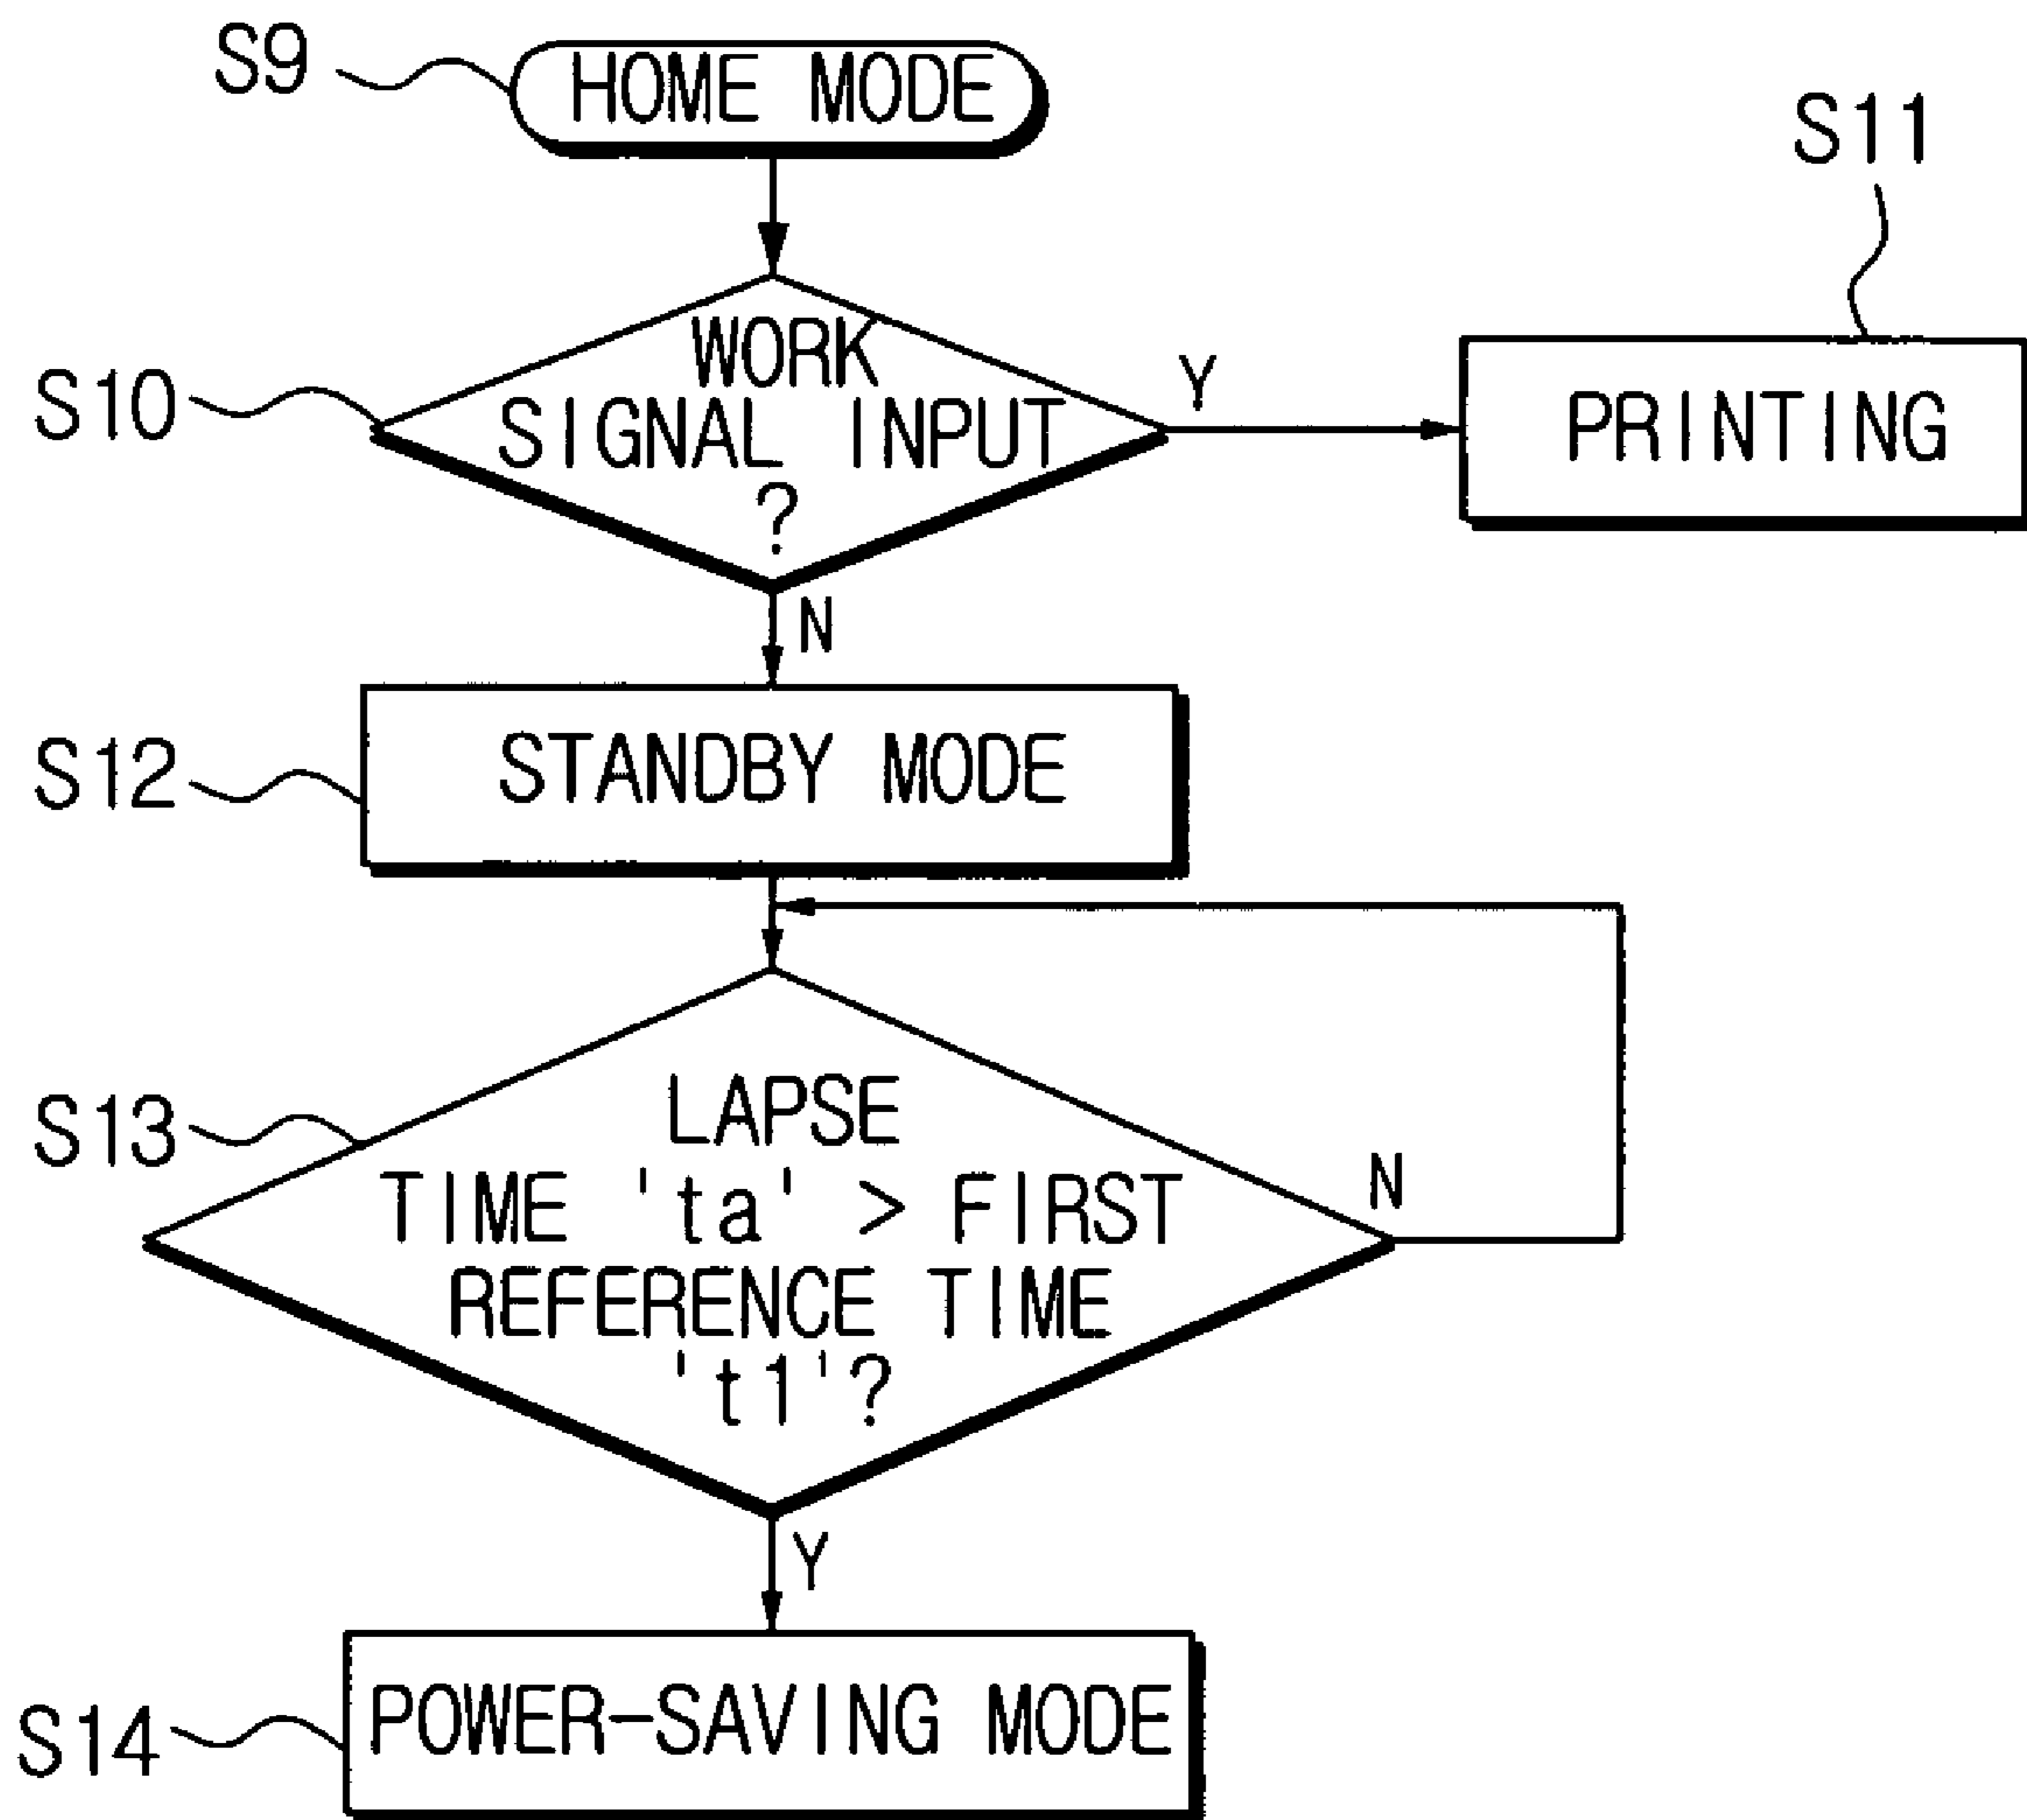 S9
HOME MODE
S11
WORK
SIGNAL INPUT
?
S10
Y
PRINTING
N
S12
STANDBY MODE
S13
LAPSE
TIME 'ta' > FIRST
REFERENCE TIME
't1'?
N
Y
S14
POWER-SAVING MODE